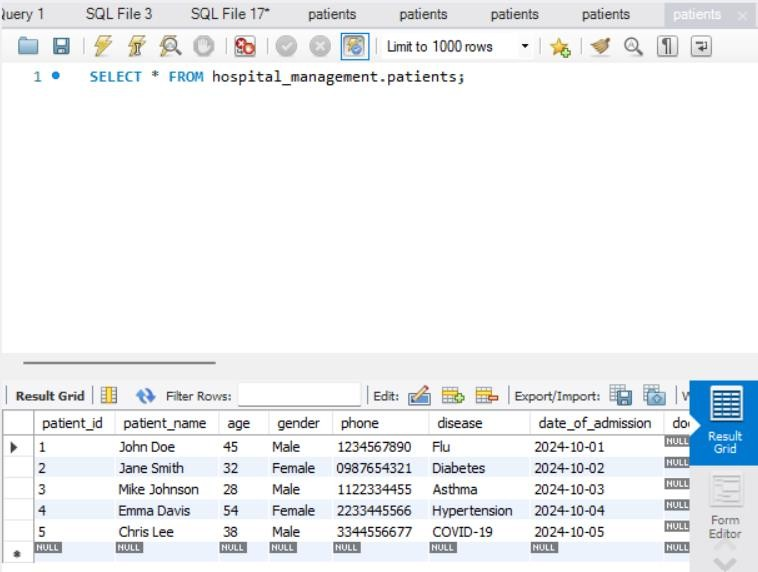 Query 1 SQL File 3 SQL File 17* patients patients patients patients patients
Limit to 1000 rows
1 SELECT * FROM hospital_management.patients;
Result Grid Filter Rows: Edit: Export/Import:
patient_id patient_name age gender phone disease date_of_admission
1 John Doe 45 Male 1234567890 Flu 2024-10-01 NULL
2 Jane Smith 32 Female 0987654321 Diabetes 2024-10-02 NULL
3 Mike Johnson 28 Male 1122334455 Asthma 2024-10-03 NULL
4 Emma Davis 54 Female 2233445566 Hypertension 2024-10-04 NULL
5 Chris Lee 38 Male 3344556677 COVID-19 2024-10-05 NULL
NULL NULL NULL NULL NULL NULL NULL NULL
Result
Grid
Form
Editor